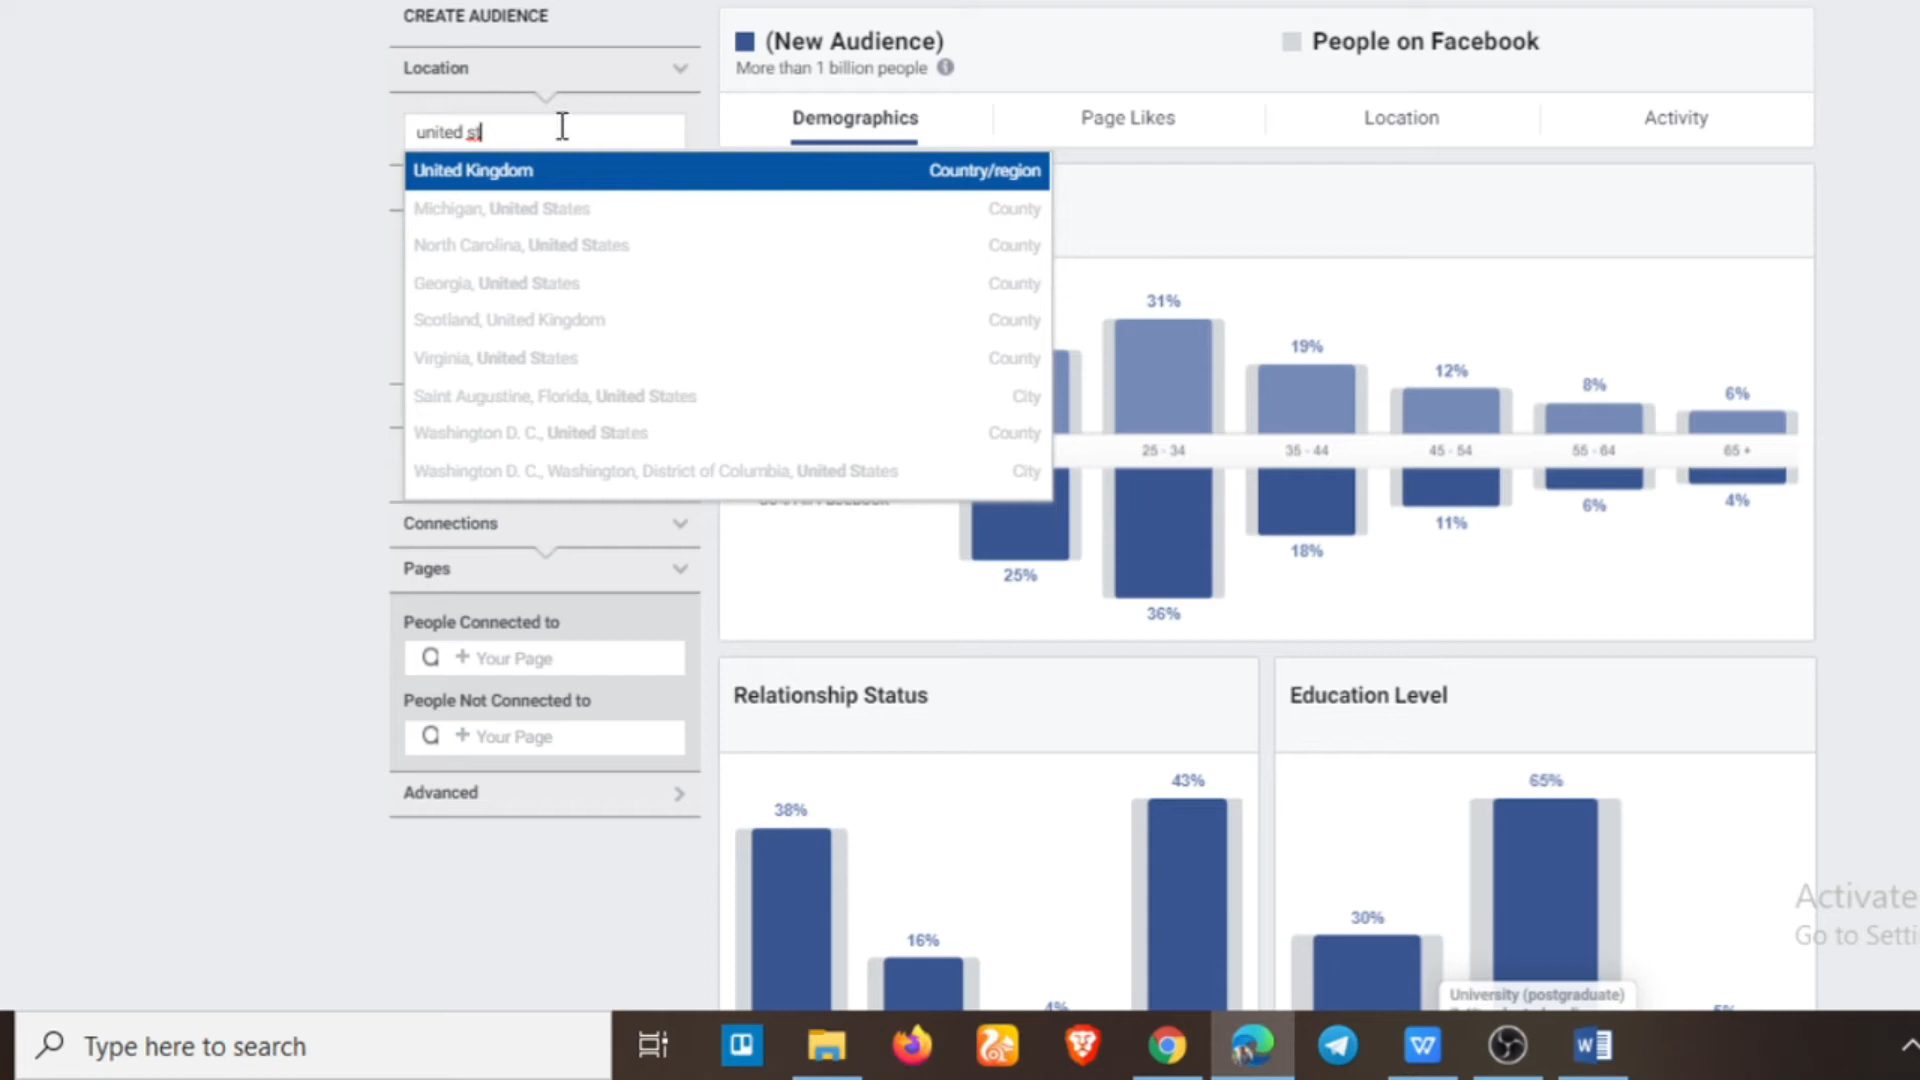 CREATE AUDIENCE
Location
united st
United Kingdom Country/region
Michigan, United States County
North Carolina, United States County
Georgia, United States County
Scotland, United Kingdom County
Virginia, United States County
Saint Augustine, Florida, United States City
Washington D. C., United States County
Washington D. C., Washington, District of Columbia, United States City
Connections
Pages
People Connected to
+ Your Page
People Not Connected to
+ Your Page
Advanced
(New Audience)
More than 1 billion people
People on Facebook
Demographics Page Likes Location Activity
31%
19%
12%
8%
6%
25 - 34 35 - 44 45 - 54 55 - 64 65 +
25%
36%
18%
11%
6%
4%
Relationship Status
38%
16%
4%
43%
Education Level
30%
65%
5%
University (postgraduate)
Activate
Go to Setti
Type here to search